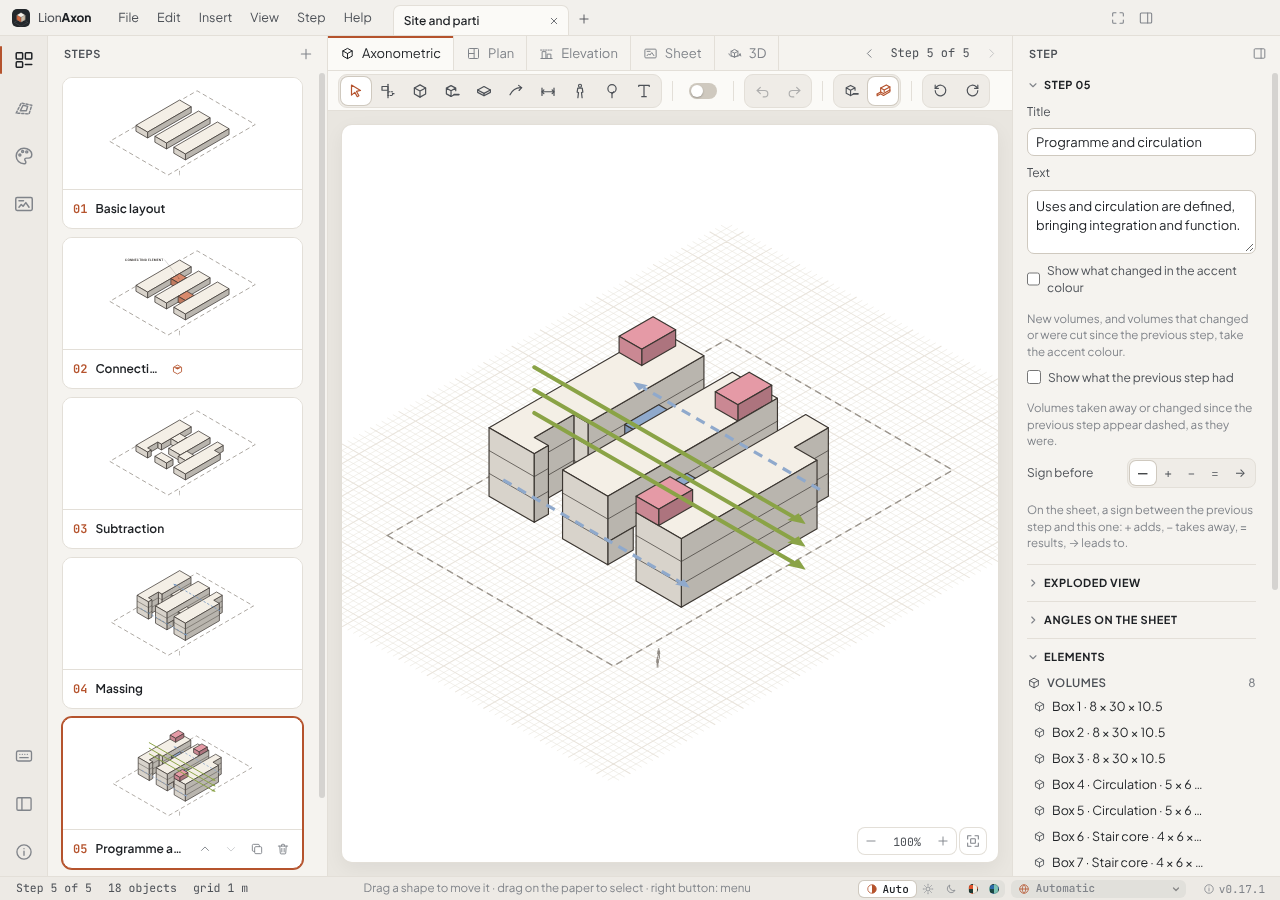 LionAxon
File
Edit
Insert
View
Step
Help
Site and parti
STEPS
Axonometric
Plan
Elevation
Sheet
3D
Step 5 of 5
STEP
01 Basic layout
CONNECTING ELEMENT
02 Connecti...
03 Subtraction
04 Massing
05 Programme a...
100%
STEP 05
Title
Programme and circulation
Text
Uses and circulation are defined,
bringing integration and function.
Show what changed in the accent
colour
New volumes, and volumes that changed
or were cut since the previous step, take
the accent colour.
Show what the previous step had
Volumes taken away or changed since the
previous step appear dashed, as they
were.
Sign before — + − = →
On the sheet, a sign between the previous
step and this one: + adds, − takes away, =
results, → leads to.
EXPLODED VIEW
ANGLES ON THE SHEET
ELEMENTS
VOLUMES 8
Box 1 · 8 × 30 × 10.5
Box 2 · 8 × 30 × 10.5
Box 3 · 8 × 30 × 10.5
Box 4 · Circulation · 5 × 6 ...
Box 5 · Circulation · 5 × 6 ...
Box 6 · Stair core · 4 × 6 ×...
Box 7 · Stair core · 4 × 6 × ...
Step 5 of 5 18 objects grid 1 m
Drag a shape to move it · drag on the paper to select · right button: menu
Auto
Automatic
v0.17.1